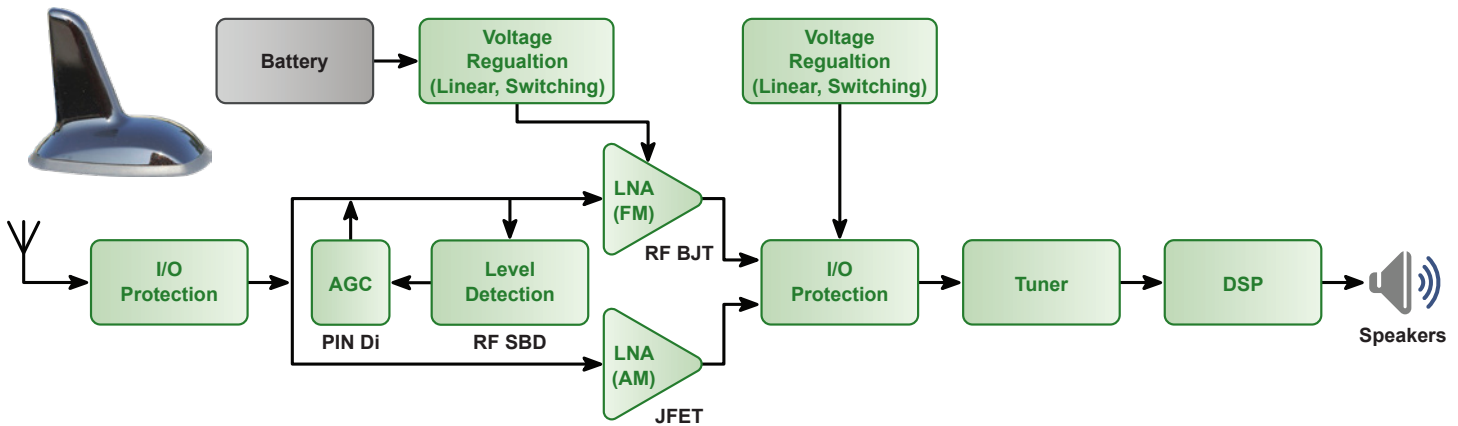 Battery
Voltage
Regualtion
(Linear, Switching)
Voltage
Regualtion
(Linear, Switching)
LNA
(FM)
RF BJT
I/O
Protection
AGC
PIN Di
Level
Detection
RF SBD
LNA
(AM)
JFET
I/O
Protection
Tuner
DSP
Speakers